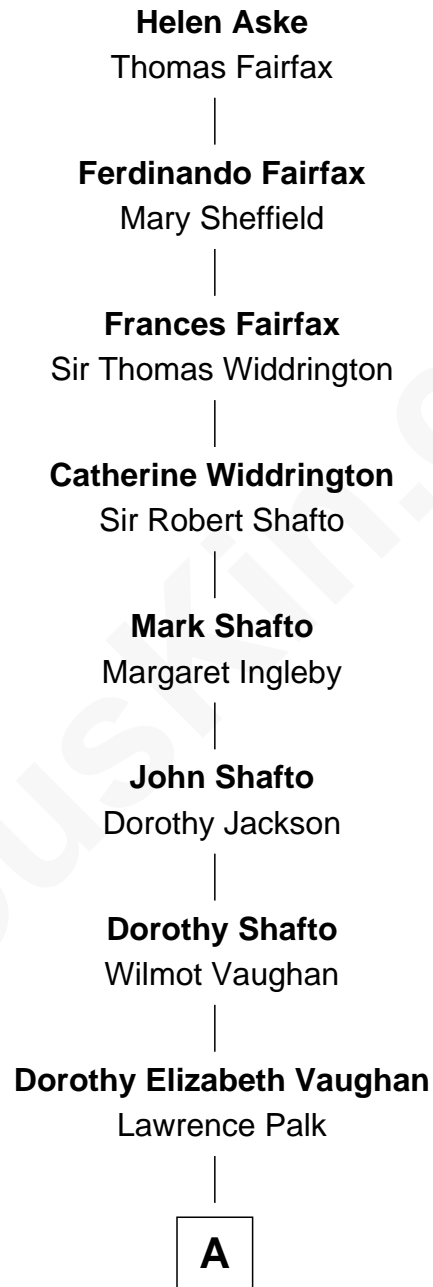 Helen Aske
Thomas Fairfax
Ferdinando Fairfax
Mary Sheffield
Frances Fairfax
Sir Thomas Widdrington
Catherine Widdrington
Sir Robert Shafto
Mark Shafto
Margaret Ingleby
John Shafto
Dorothy Jackson
Dorothy Shafto
Wilmot Vaughan
Dorothy Elizabeth Vaughan
Lawrence Palk
A